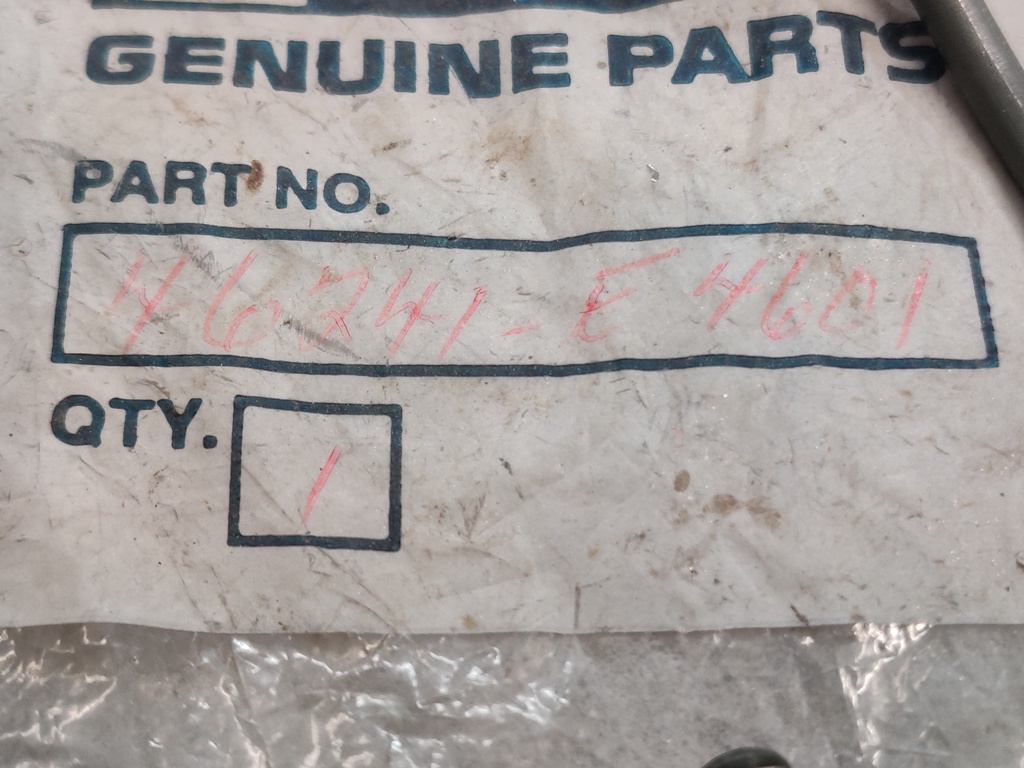 GENUINE PARTS
PART NO.
46241-E4601
QTY.
1